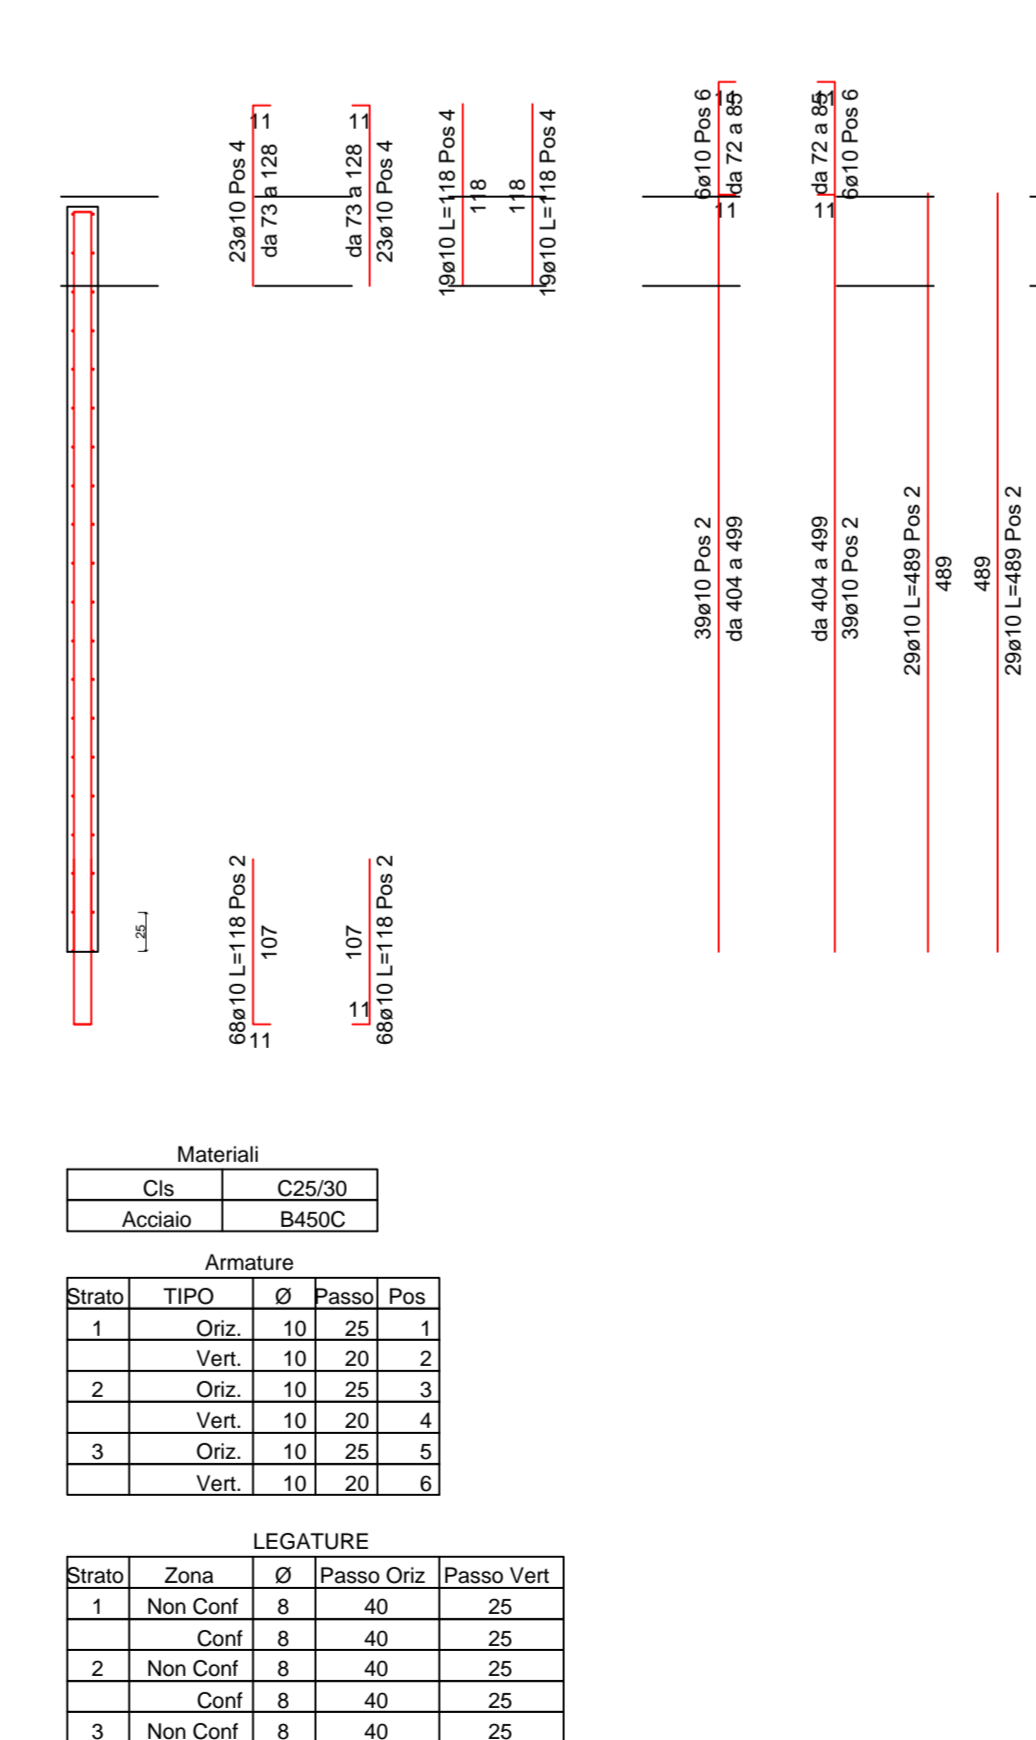 23ø10 Pos 4
da 73 a 128
11
11
da 73 a 128
23ø10 Pos 4
19ø10 L=118 Pos 4
118
118
19ø10 L=118 Pos 4
6ø10 Pos 6
da 72 a 85
11
da 72 a 85
6ø10 Pos 6
11
39ø10 Pos 2
da 404 a 499
da 404 a 499
39ø10 Pos 2
29ø10 L=489 Pos 2
489
489
29ø10 L=489 Pos 2
25
68ø10 L=118 Pos 2
107
11
107
11
68ø10 L=118 Pos 2
Materiali
Cls C25/30
Acciaio B450C
Armature
Strato TIPO Ø Passo Pos
1 Oriz. 10 25 1
Vert. 10 20 2
2 Oriz. 10 25 3
Vert. 10 20 4
3 Oriz. 10 25 5
Vert. 10 20 6
LEGATURE
Strato Zona Ø Passo Oriz Passo Vert
1 Non Conf 8 40 25
Conf 8 40 25
2 Non Conf 8 40 25
Conf 8 40 25
3 Non Conf 8 40 25